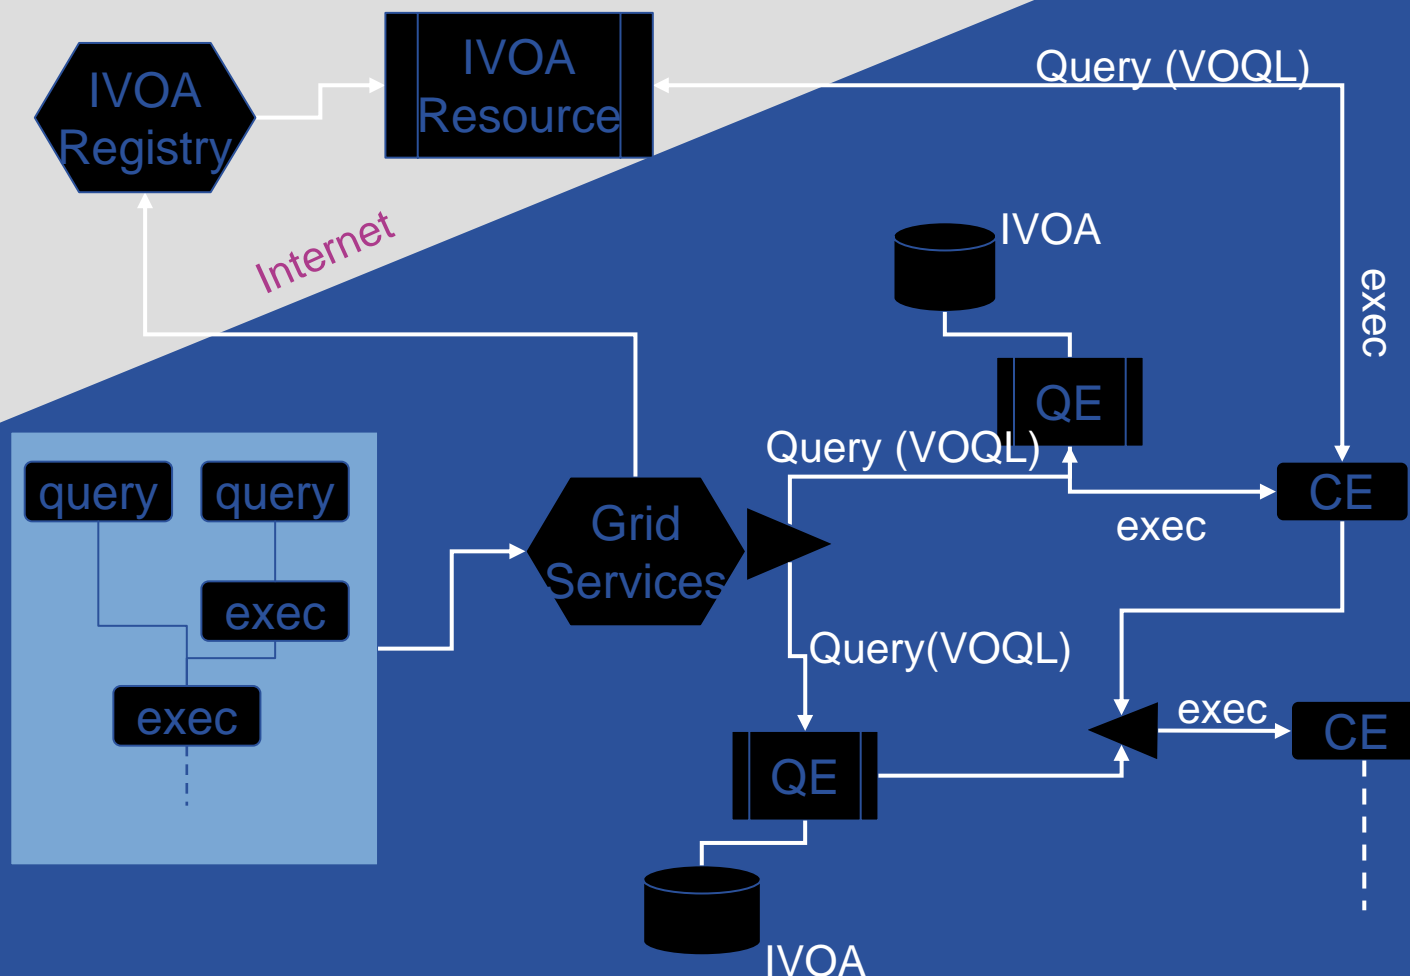 IVOA
Registry
IVOA
Resource
Query (VOQL)
Internet
IVOA
exec
QE
Query (VOQL)
query
query
exec
exec
Grid
Services
CE
exec
Query(VOQL)
exec
CE
QE
IVOA